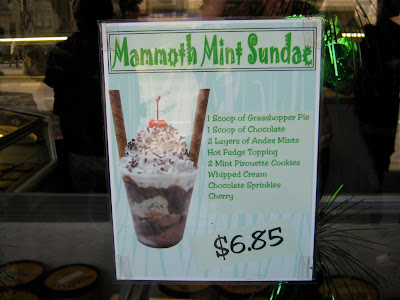 Mammoth Mint Sundae
1 Scoop of Grasshopper Pie
1 Scoop of Chocolate
2 Layers of Andes Mints
Hot Fudge Topping
2 Mint Pirouette Cookies
Whipped Cream
Chocolate Sprinkles
Cherry
$6.85